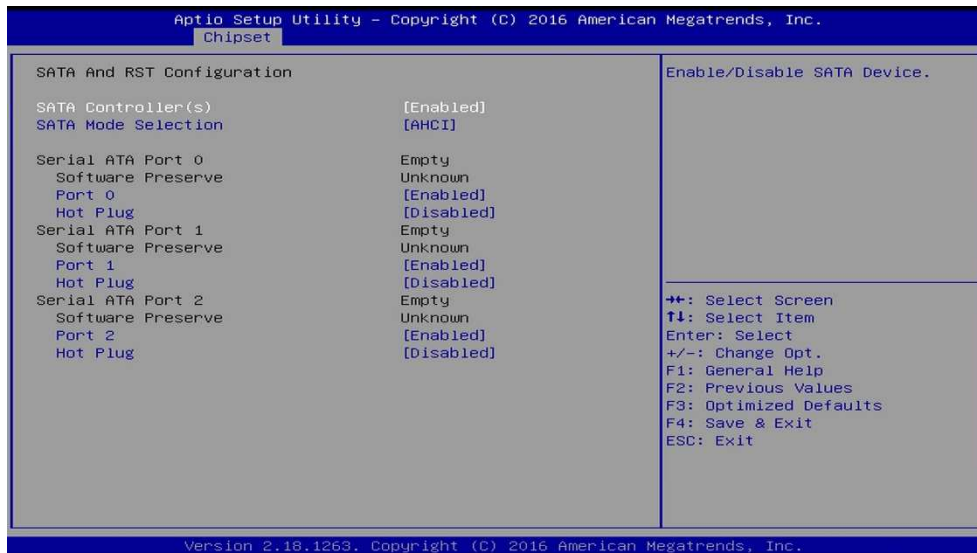 Aptio Setup Utility – Copyright (C) 2016 American Megatrends, Inc.
Chipset
SATA And RST Configuration
SATA Controller(s) [Enabled]
SATA Mode Selection [AHCI]
Serial ATA Port 0 Empty
Software Preserve Unknown
Port 0 [Enabled]
Hot Plug [Disabled]
Serial ATA Port 1 Empty
Software Preserve Unknown
Port 1 [Enabled]
Hot Plug [Disabled]
Serial ATA Port 2 Empty
Software Preserve Unknown
Port 2 [Enabled]
Hot Plug [Disabled]
Enable/Disable SATA Device.
→←: Select Screen
↑↓: Select Item
Enter: Select
+/-: Change Opt.
F1: General Help
F2: Previous Values
F3: Optimized Defaults
F4: Save & Exit
ESC: Exit
Version 2.18.1263. Copyright (C) 2016 American Megatrends, Inc.